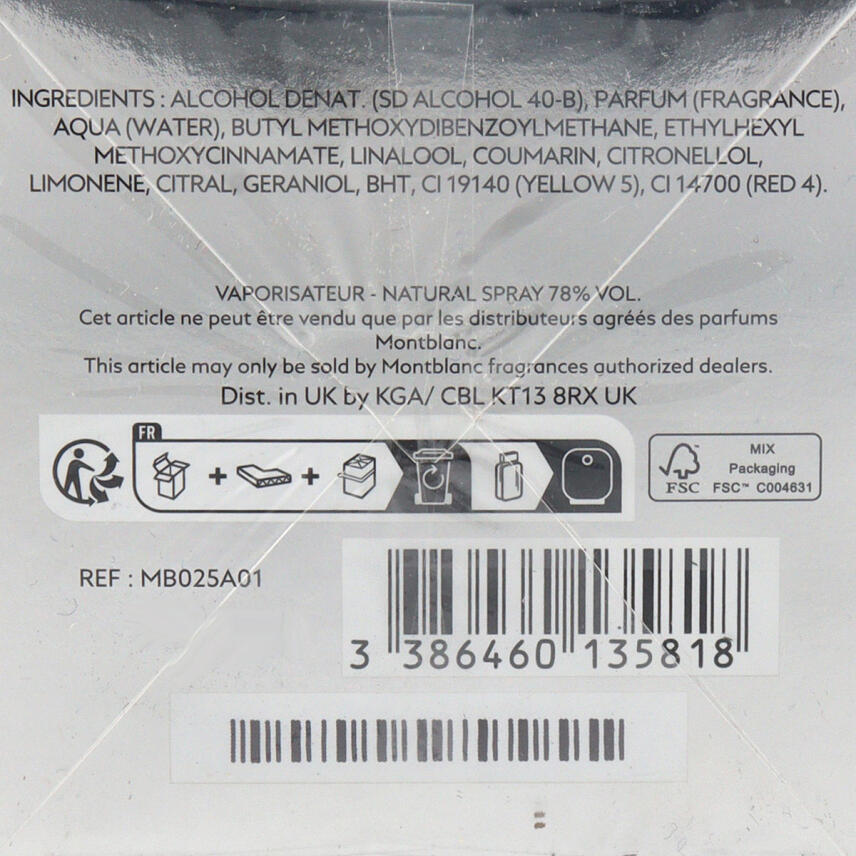 INGREDIENTS : ALCOHOL DENAT. (SD ALCOHOL 40-B), PARFUM (FRAGRANCE),
AQUA (WATER), BUTYL METHOXYDIBENZOYLMETHANE, ETHYLHEXYL
METHOXYCINNAMATE, LINALOOL, COUMARIN, CITRONELLOL,
LIMONENE, CITRAL, GERANIOL, BHT, CI 19140 (YELLOW 5), CI 14700 (RED 4).
VAPORISATEUR - NATURAL SPRAY 78% VOL.
Cet article ne peut être vendu que par les distributeurs agréés des parfums
Montblanc.
This article may only be sold by Montblanc fragrances authorized dealers.
Dist. in UK by KGA/ CBL KT13 8RX UK
FR
MIX
Packaging
FSC FSC™ C004631
REF : MB025A01
3 386460 135818